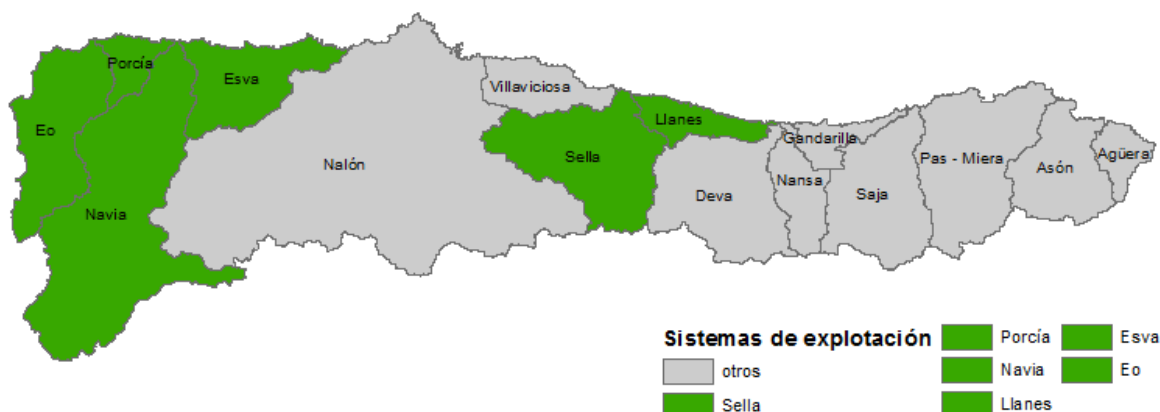 Porcía
Esva
Eo
Navia
Nalón
Villaviciosa
Sella
Llanes
Deva
Gandarilla
Nansa
Saja
Pas - Miera
Asón
Agüera
Sistemas de explotación
otros
Sella
Porcía
Navia
Llanes
Esva
Eo